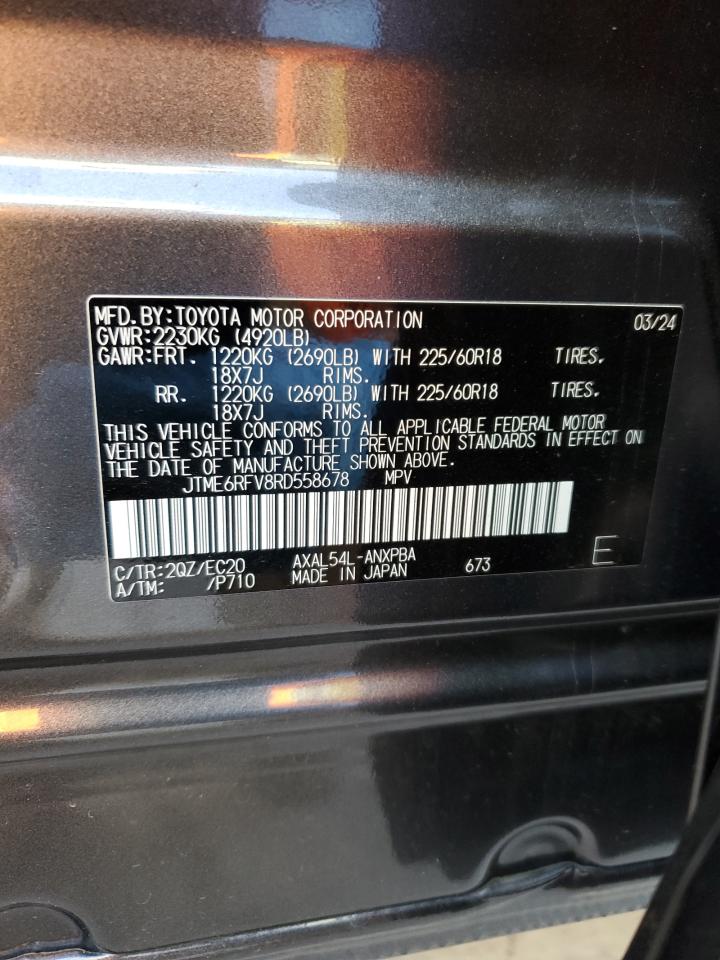 MFD.BY:TOYOTA MOTOR CORPORATION 03/24
GVWR:2230KG (4920LB)
GAWR:FRT. 1220KG (2690LB) WITH 225/60R18 TIRES,
18X7J RIMS.
RR. 1220KG (2690LB) WITH 225/60R18 TIRES,
18X7J RIMS.
THIS VEHICLE CONFORMS TO ALL APPLICABLE FEDERAL MOTOR
VEHICLE SAFETY AND THEFT PREVENTION STANDARDS IN EFFECT ON
THE DATE OF MANUFACTURE SHOWN ABOVE.
JTME6RFV8RD558678 MPV
C/TR:2QZ/EC20 AXAL54L-ANXPBA 673 E
A/TM: /P710 MADE IN JAPAN